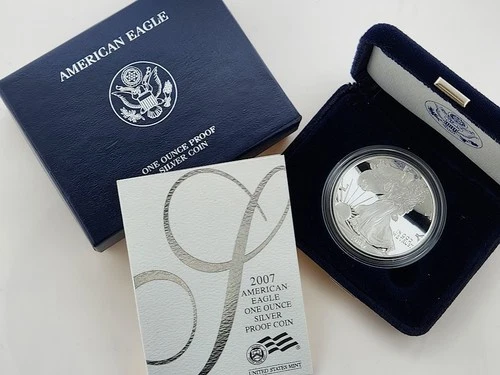 AMERICAN EAGLE
ONE OUNCE PROOF
SILVER COIN
2007
AMERICAN
EAGLE
ONE OUNCE
SILVER
PROOF COIN
UNITED STATES MINT